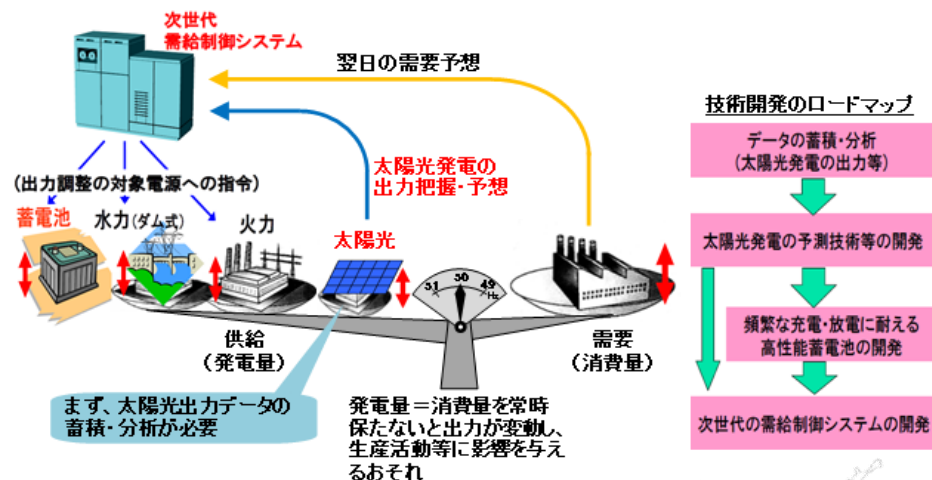 次世代
需給制御システム
翌日の需要予想
太陽光発電の
出力把握・予想
(出力調整の対象電源への指令)
蓄電池
水力(ダム式)
火力
太陽光
51
50
49
Hz
供給
(発電量)
需要
(消費量)
まず、太陽光出力データの
蓄積・分析が必要
発電量=消費量を常時
保たないと出力が変動し、
生産活動等に影響を与え
るおそれ
技術開発のロードマップ
データの蓄積・分析
(太陽光発電の出力等)
太陽光発電の予測技術等の開発
頻繁な充電・放電に耐える
高性能蓄電池の開発
次世代の需給制御システムの開発